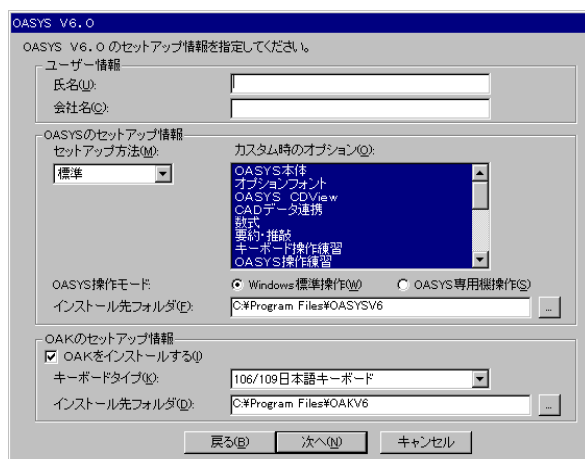 OASYS V6.0
OASYS V6.0 のセットアップ情報を指定してください。
ユーザー情報
氏名(U):
会社名(C):
OASYSのセットアップ情報
セットアップ方法(M):
カスタム時のオプション(O):
標準
OASYS本体
オプションフォント
OASYS CDView
CADデータ連携
数式
要約・推敲
キーボード操作練習
OASYS操作練習
OASYS操作モード:
Windows標準操作(W)
OASYS専用機操作(S)
インストール先フォルダ(F):
C:¥Program Files¥OASYSV6
...
OAKのセットアップ情報
OAKをインストールする(I)
キーボードタイプ(K):
106/109日本語キーボード
インストール先フォルダ(D):
C:¥Program Files¥OAKV6
...
戻る(B)
次へ(N)
キャンセル